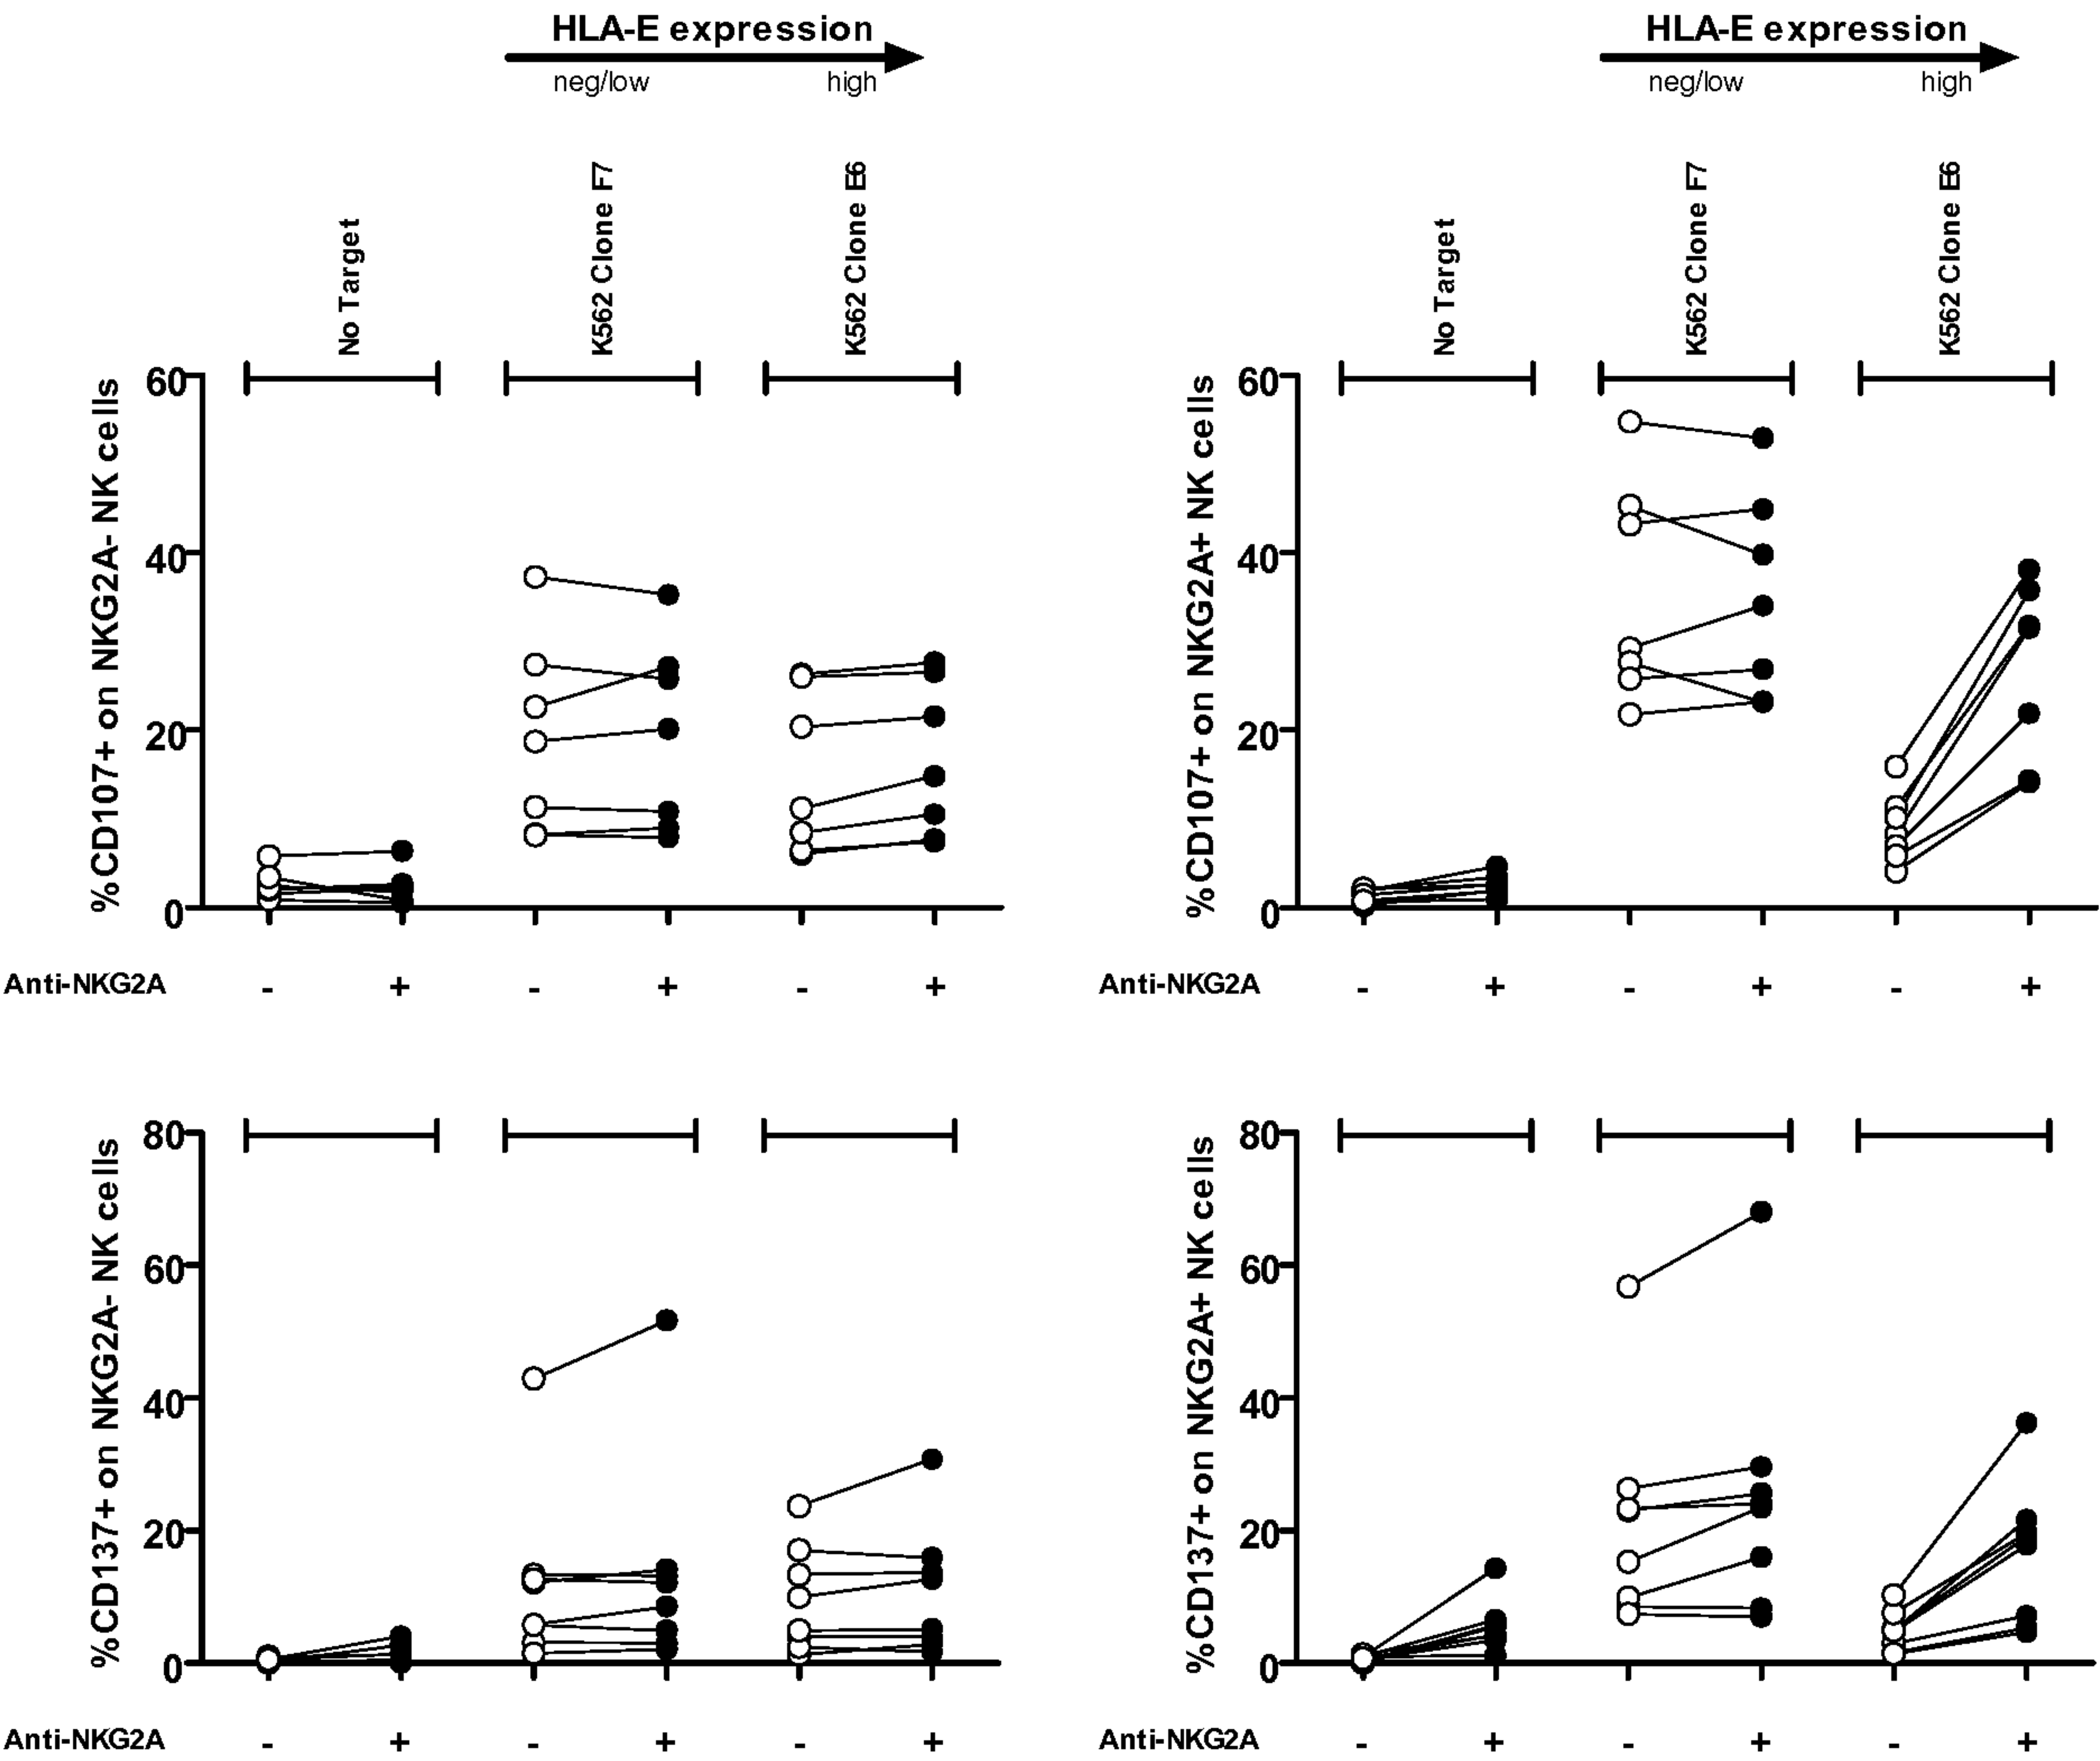 HLA-E expression
neg/low high
HLA-E expression
neg/low high
No Target
K562 Clone F7
K562 Clone E6
No Target
K562 Clone F7
K562 Clone E6
%CD107+ on NKG2A- NK cells
60
40
20
0
Anti-NKG2A - + - + - +
%CD107+ on NKG2A+ NK cells
60
40
20
0
Anti-NKG2A - + - + - +
%CD137+ on NKG2A- NK cells
80
60
40
20
0
Anti-NKG2A - + - + - +
%CD137+ on NKG2A+ NK cells
80
60
40
20
0
Anti-NKG2A - + - + - +